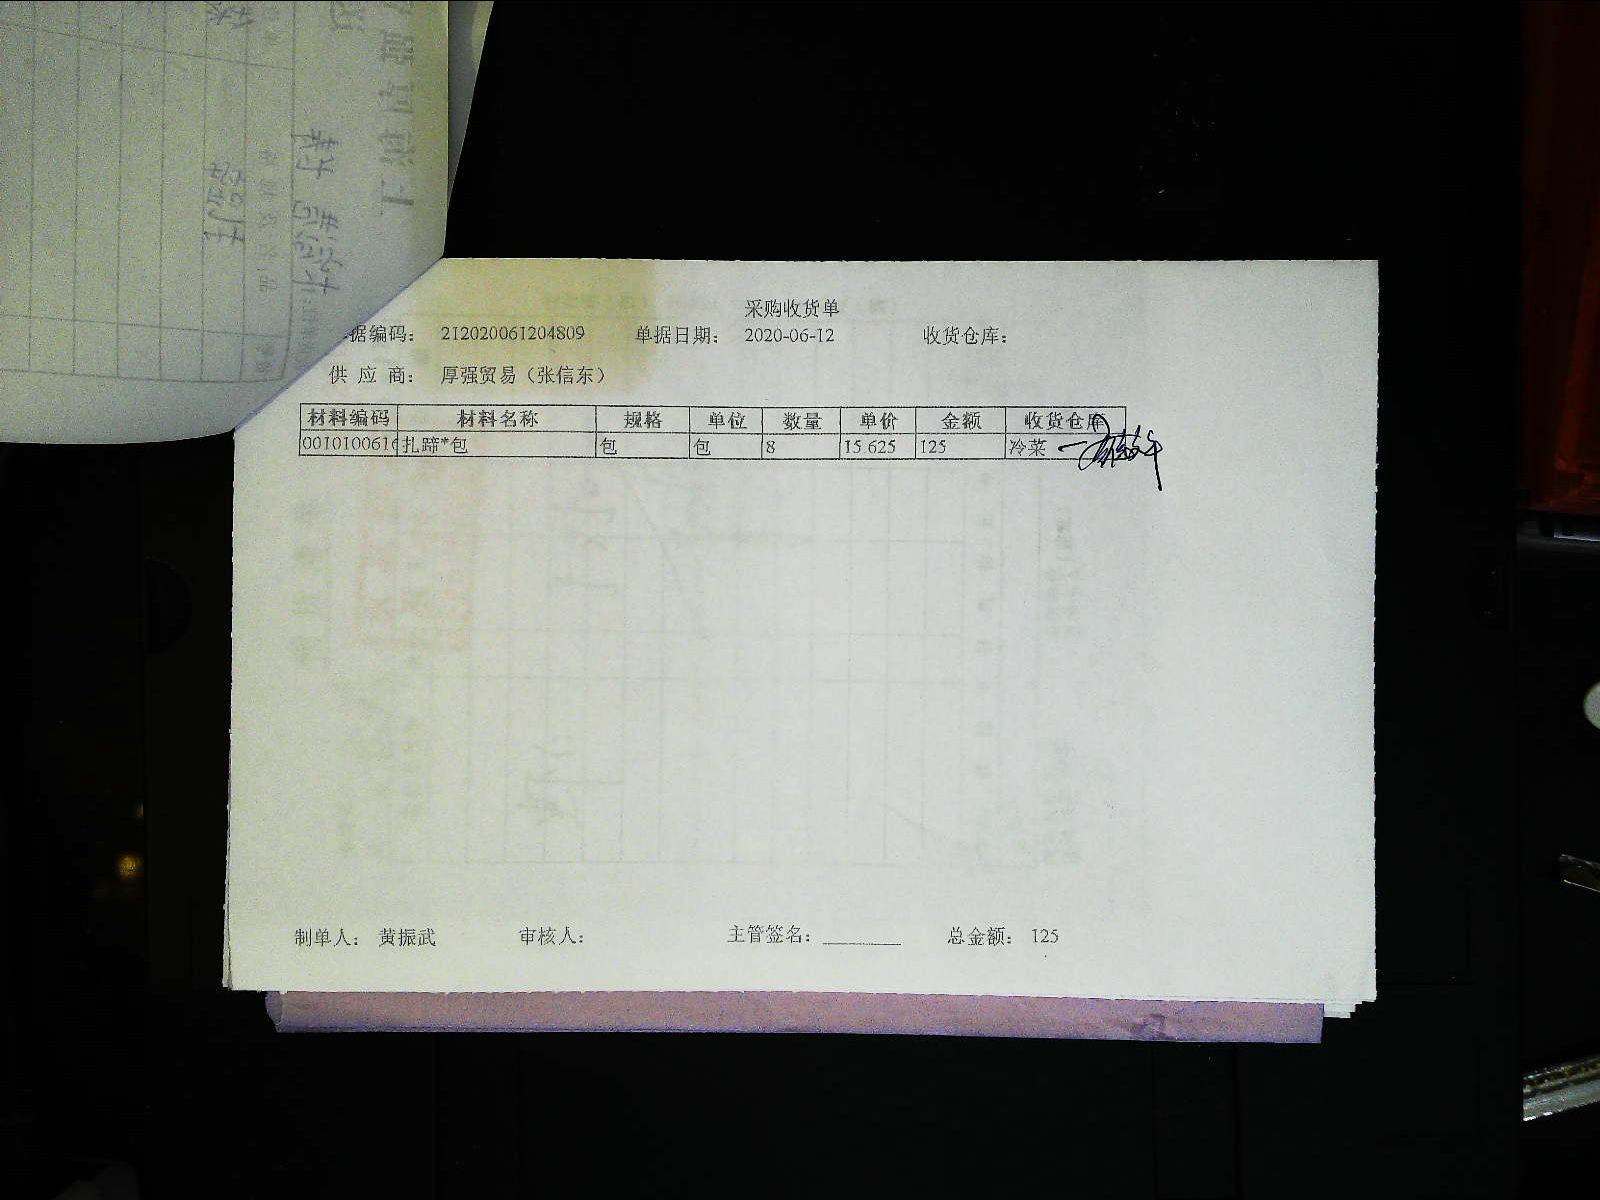 采购收货单
据编码： 212020061204809 单据日期： 2020-06-12 收货仓库：
供 应 商： 厚强贸易（张信东）
材料编码 材料名称 规格 单位 数量 单价 金额 收货仓库
0010100616 扎蹄*包 包 包 8 15.625 125 冷菜
制单人： 黄振武 审核人： 主管签名：________ 总金额： 125